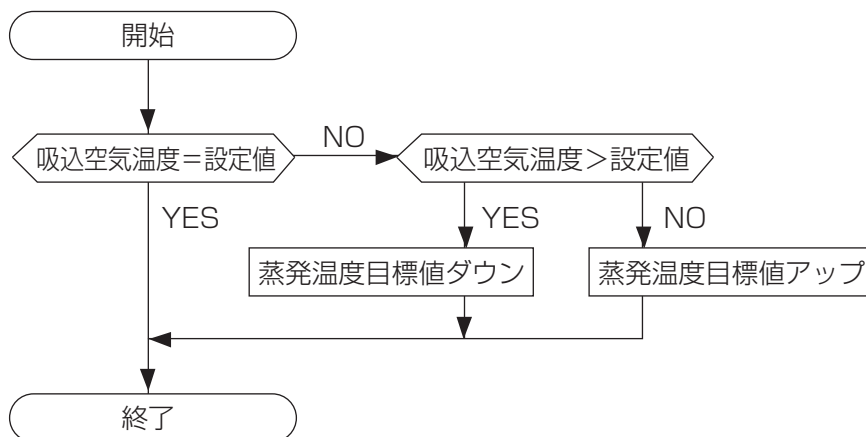 開始
吸込空気温度＝設定値
NO
吸込空気温度＞設定値
YES
YES
NO
蒸発温度目標値ダウン
蒸発温度目標値アップ
終了